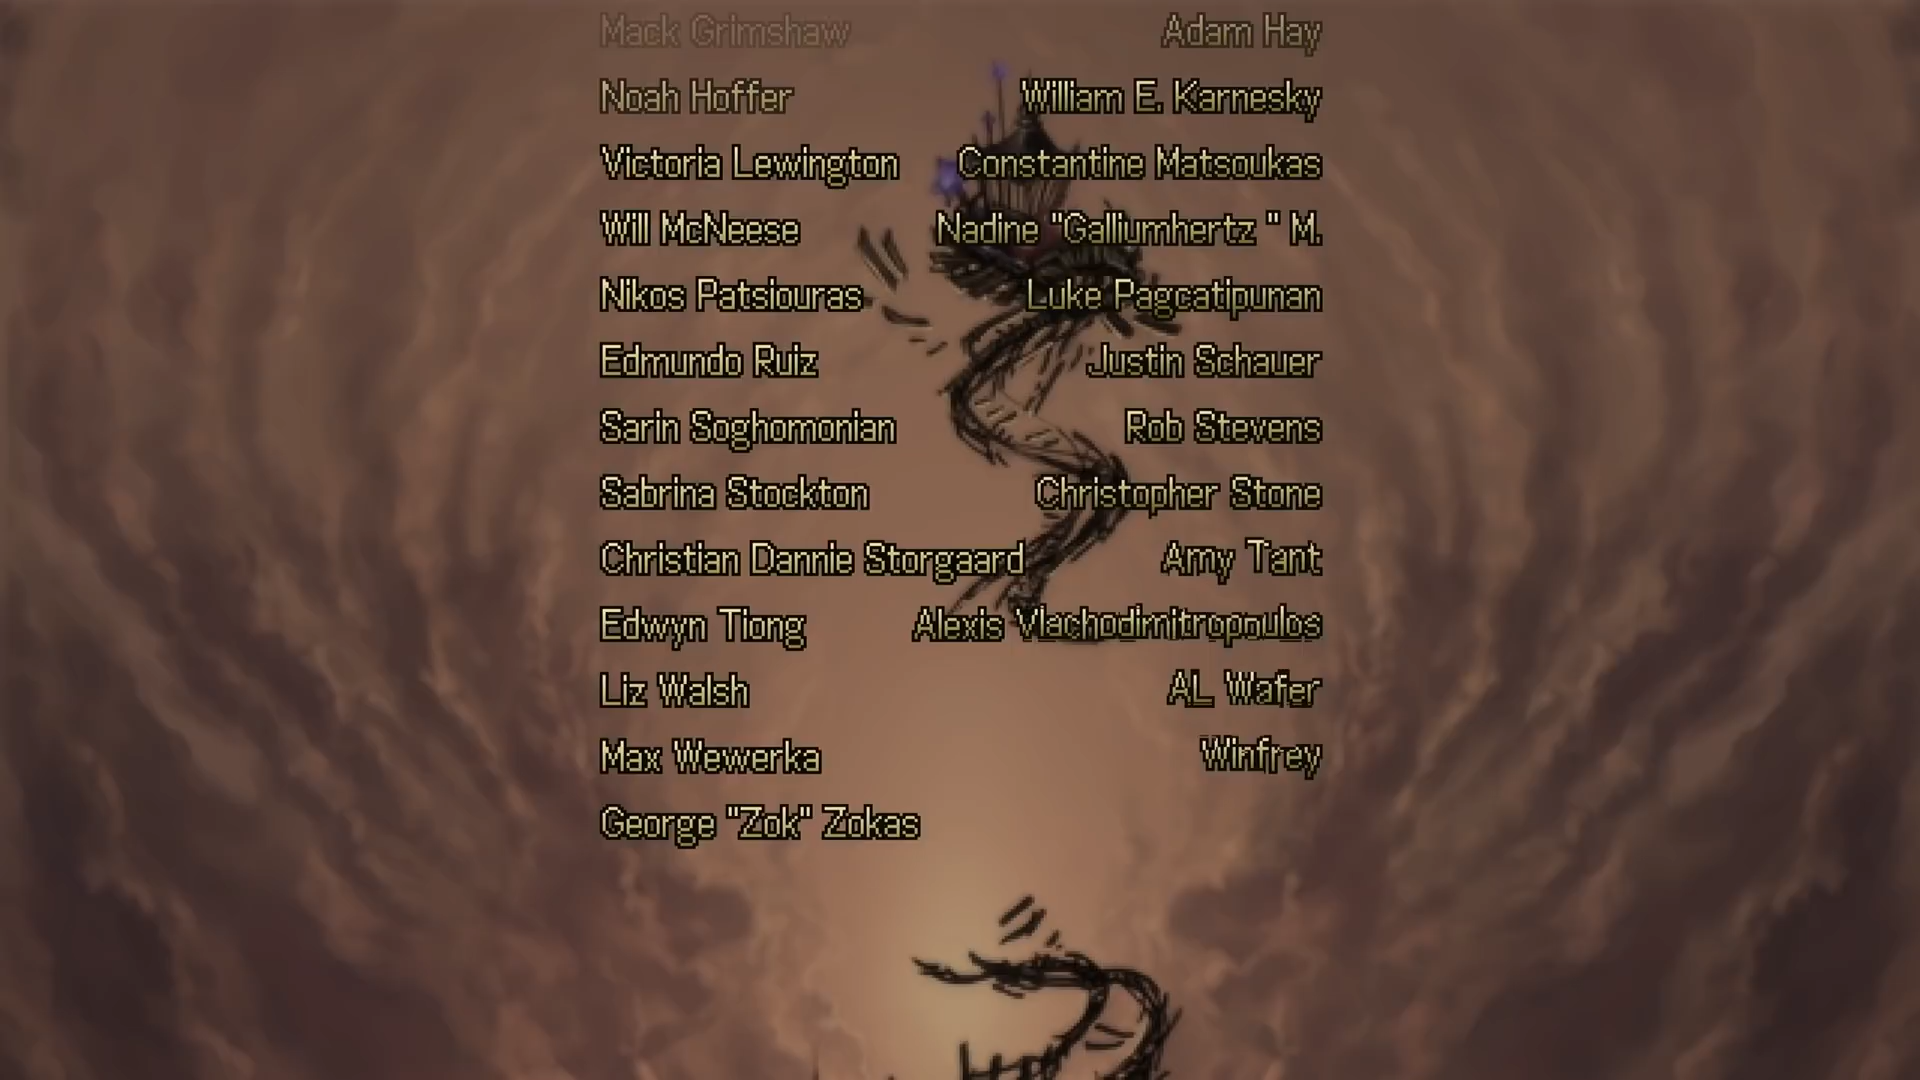 Mack Grimshaw Adam Hay
Noah Hoffer William E. Karnesky
Victoria Lewington Constantine Matsoukas
Will McNeese Nadine "Galliumhertz " M.
Nikos Patsiouras Luke Pagcatipunan
Edmundo Ruiz Justin Schauer
Sarin Soghomonian Rob Stevens
Sabrina Stockton Christopher Stone
Christian Dannie Storgaard Amy Tant
Edwyn Tiong Alexis Vlachodimitropoulos
Liz Walsh AL Wafer
Max Wewerka Winfrey
George "Zok" Zokas